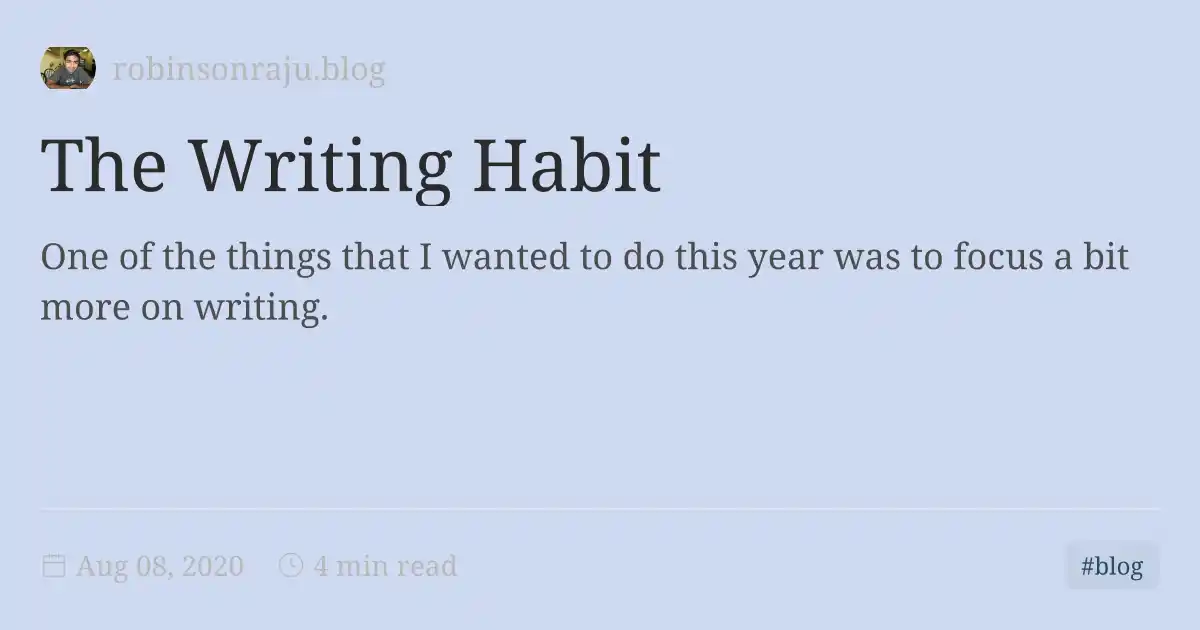 robinsonraju.blog
The Writing Habit
One of the things that I wanted to do this year was to focus a bit
more on writing.
Aug 08, 2020 4 min read #blog